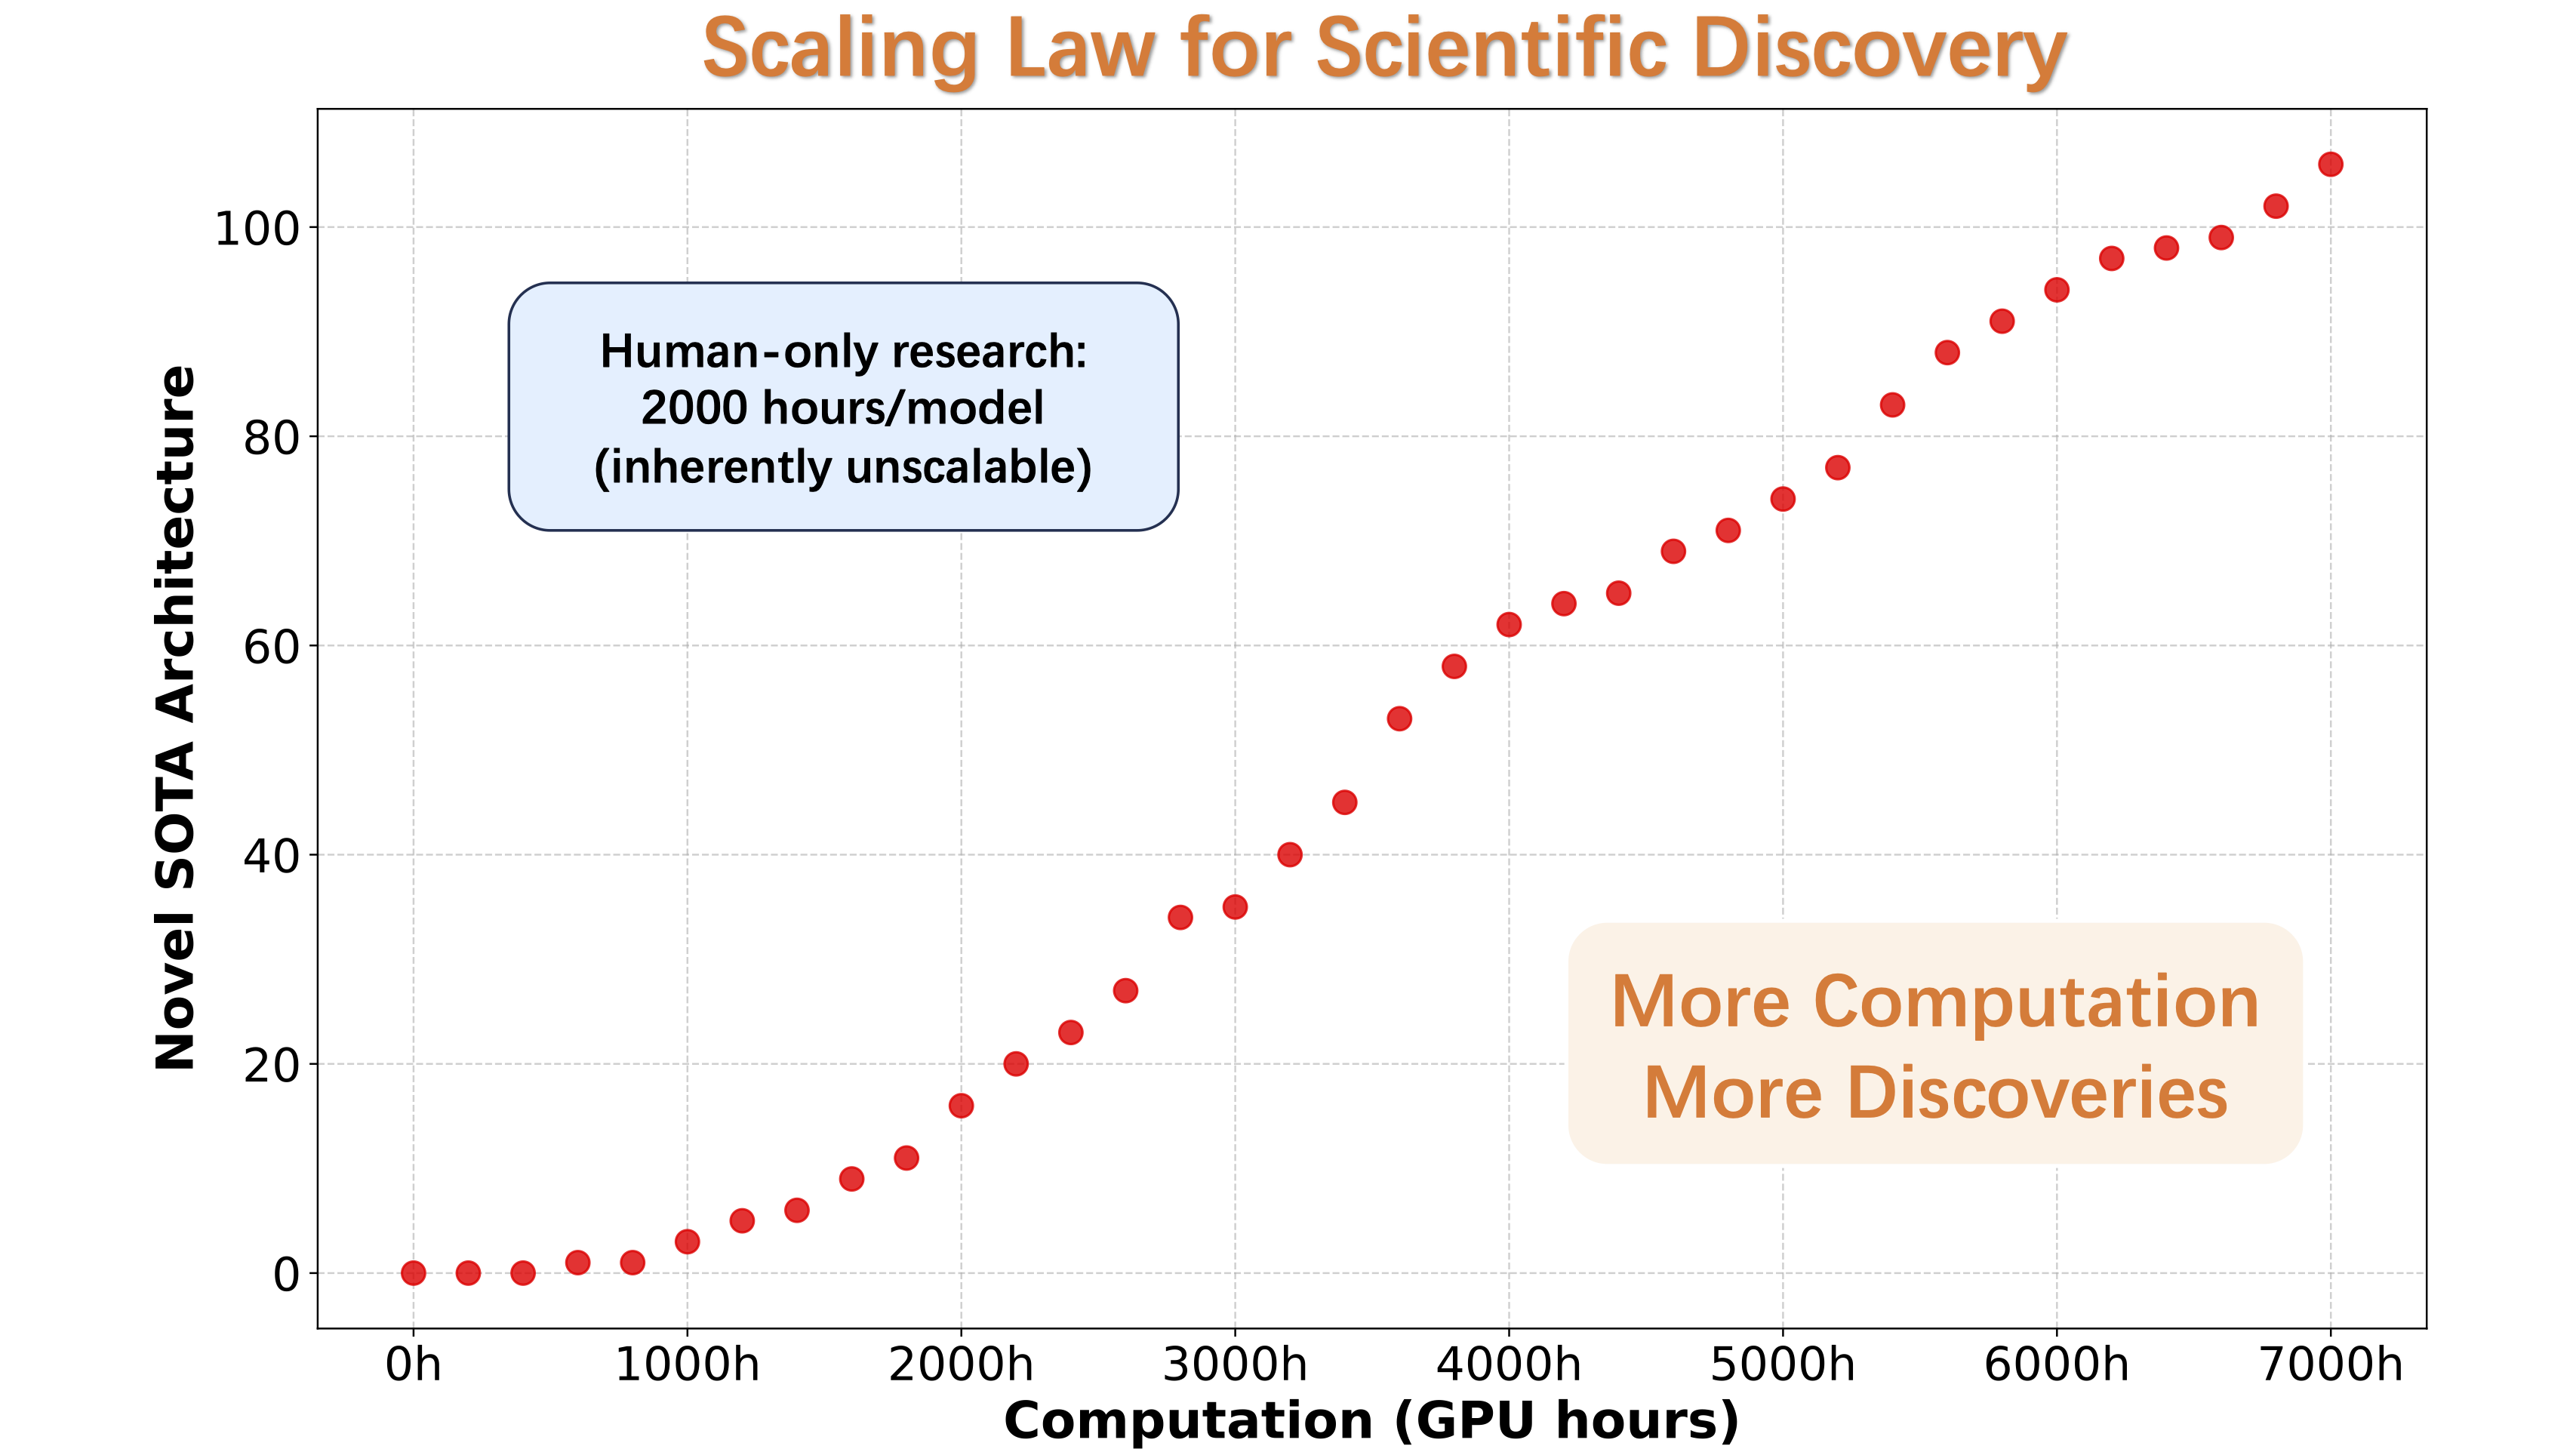 Scaling Law for Scientific Discovery
Novel SOTA Architecture
100
80
60
40
20
0
Human-only research:
2000 hours/model
(inherently unscalable)
More Computation
More Discoveries
0h 1000h 2000h 3000h 4000h 5000h 6000h 7000h
Computation (GPU hours)